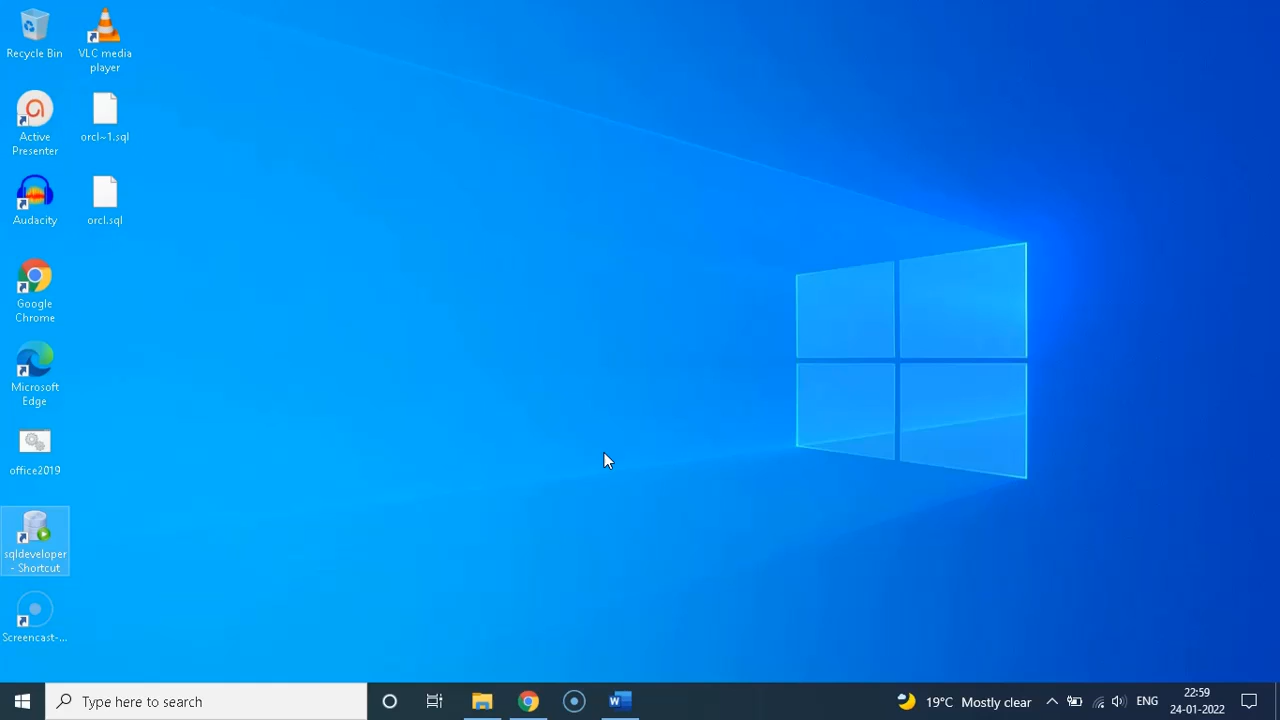 Recycle Bin
VLC media
player
Active
Presenter
orcl~1.sql
Audacity
orcl.sql
Google
Chrome
Microsoft
Edge
office2019
sqldeveloper
- Shortcut
Screencast-...
Type here to search
W
19°C Mostly clear
ENG
22:59
24-01-2022